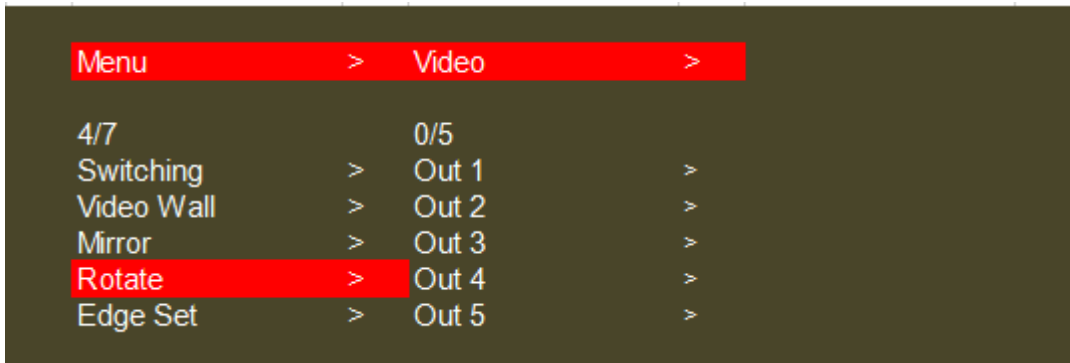 Menu > Video >
4/7 0/5
Switching > Out 1 >
Video Wall > Out 2 >
Mirror > Out 3 >
Rotate > Out 4 >
Edge Set > Out 5 >